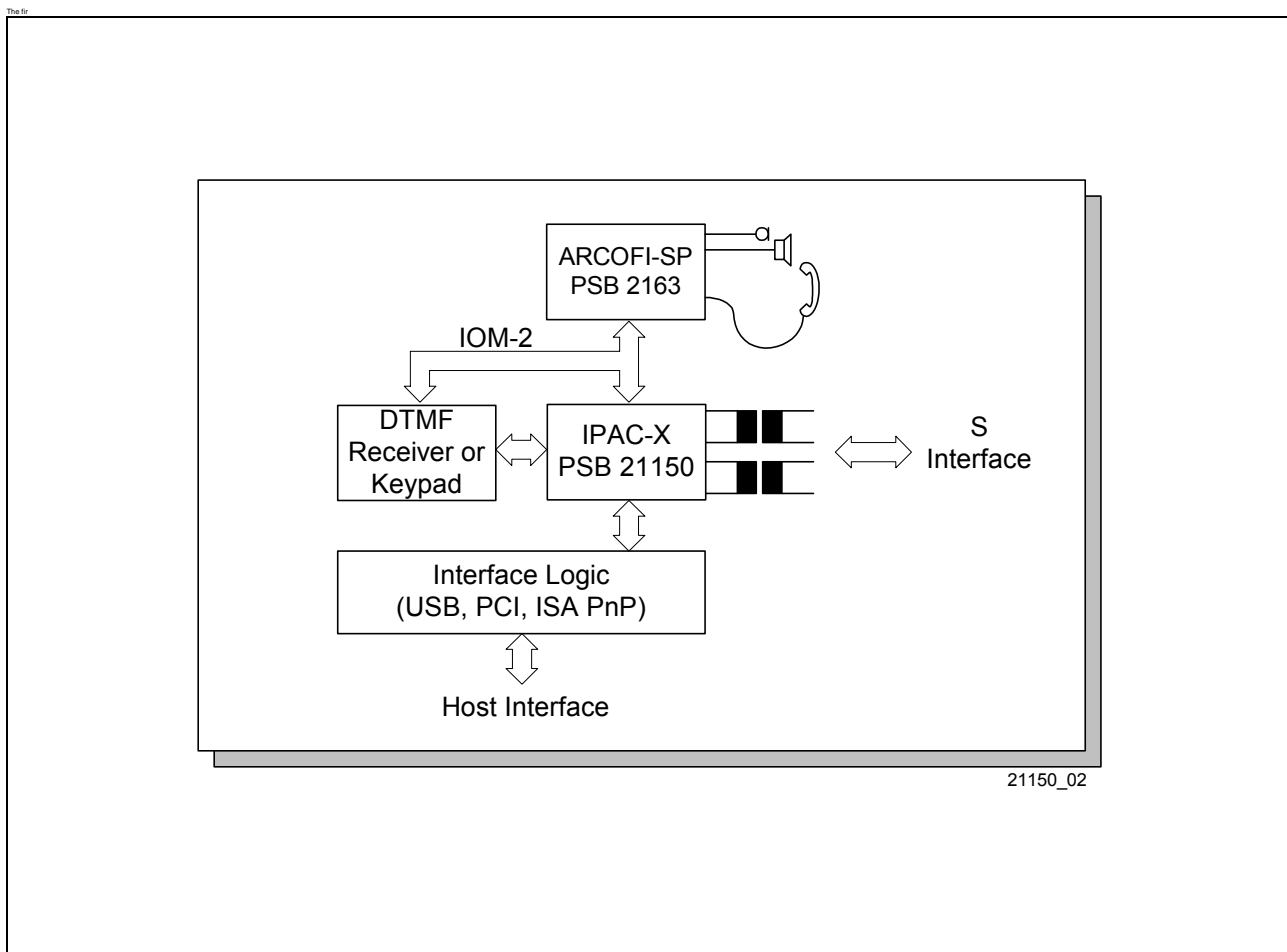 The fir
ARCOFI-SP
PSB 2163
IOM-2
DTMF
Receiver or
Keypad
IPAC-X
PSB 21150
S
Interface
Interface Logic
(USB, PCI, ISA PnP)
Host Interface
21150_02